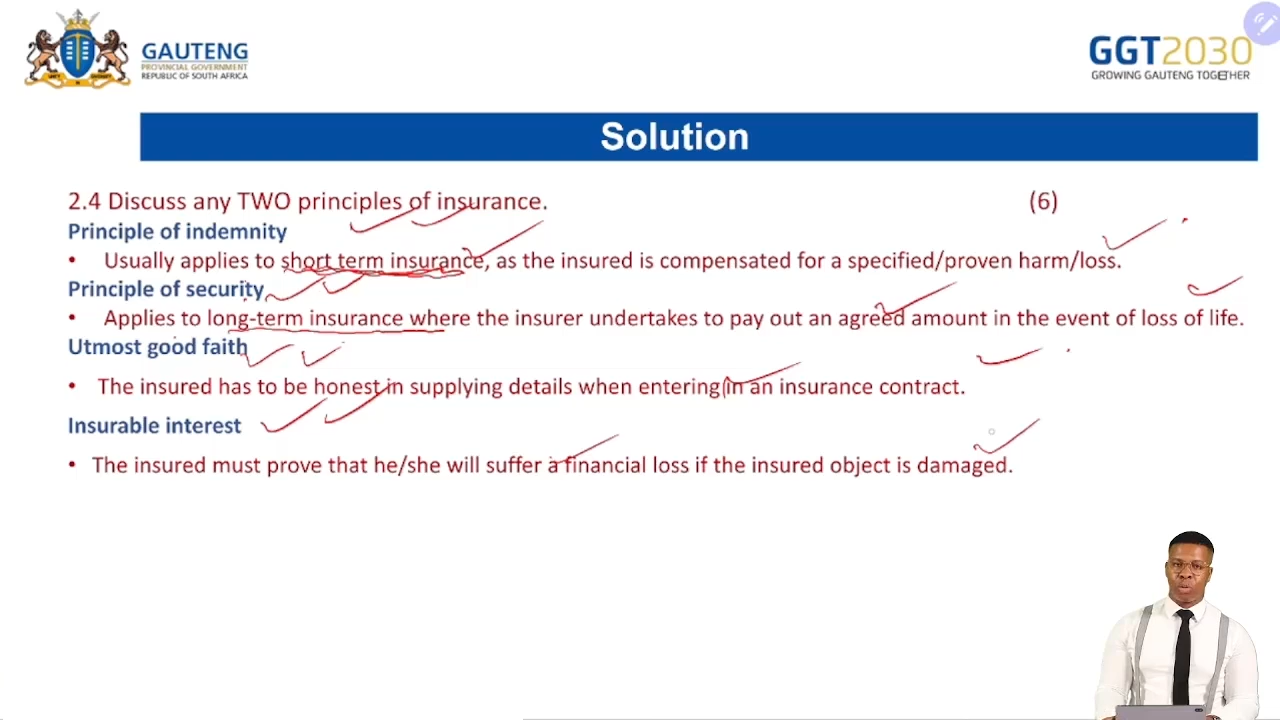 GAUTENG
PROVINCIAL GOVERNMENT
REPUBLIC OF SOUTH AFRICA
GGT2030
GROWING GAUTENG TOGETHER
Solution
2.4 Discuss any TWO principles of insurance. (6)
Principle of indemnity
• Usually applies to short term insurance, as the insured is compensated for a specified/proven harm/loss.
Principle of security
• Applies to long-term insurance where the insurer undertakes to pay out an agreed amount in the event of loss of life.
Utmost good faith
• The insured has to be honest in supplying details when entering in an insurance contract.
Insurable interest
• The insured must prove that he/she will suffer a financial loss if the insured object is damaged.